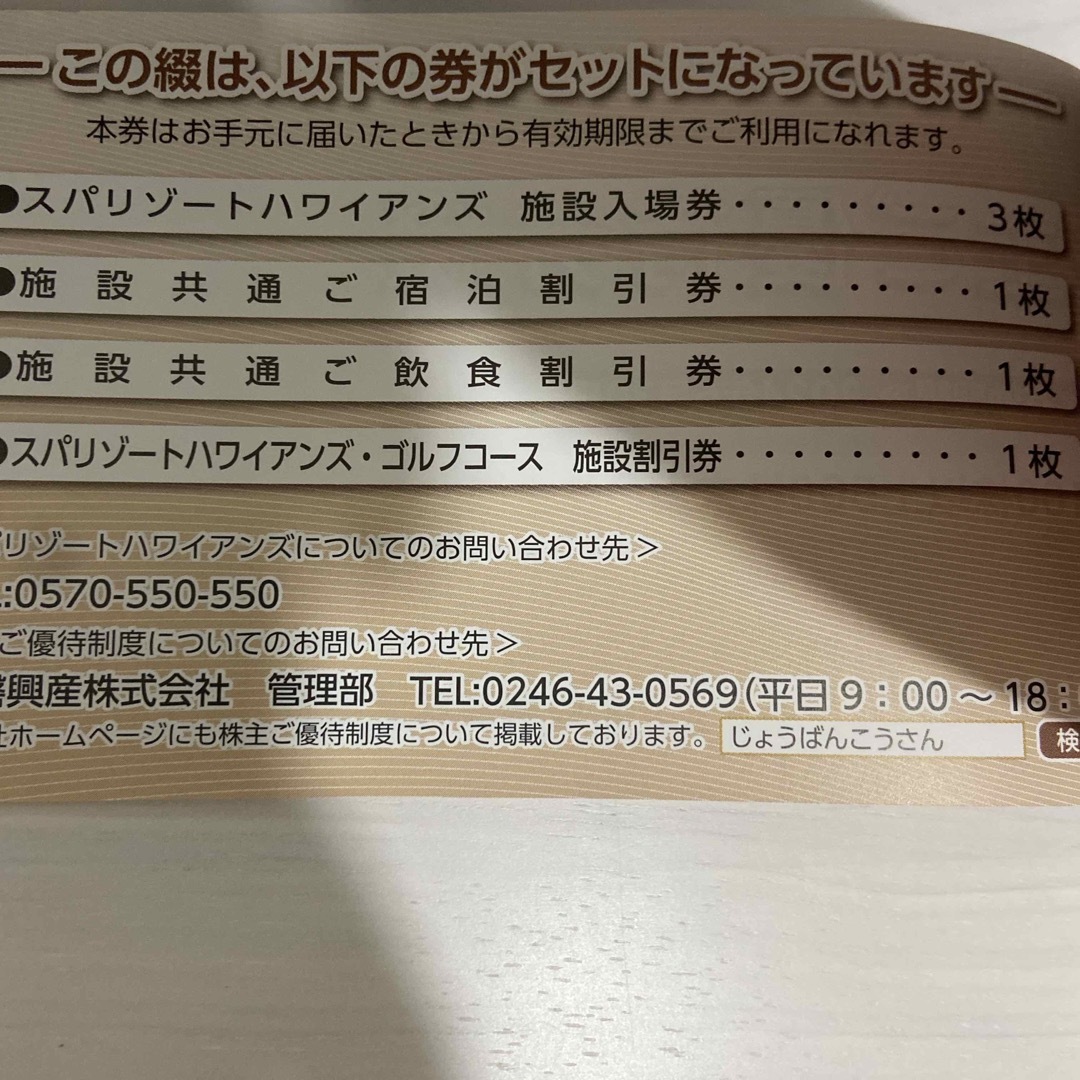 この綴は、以下の券がセットになっています
本券はお手元に届いたときから有効期限までご利用になれます。
●スパリゾートハワイアンズ 施設入場券・・・・・・・・・3枚
●施設共通ご宿泊割引券・・・・・・・・・1枚
●施設共通ご飲食割引券・・・・・・・・・1枚
●スパリゾートハワイアンズ・ゴルフコース 施設割引券・・・・・・・・・1枚
リゾートハワイアンズについてのお問い合わせ先＞
:0570-550-550
ご優待制度についてのお問い合わせ先＞
興産株式会社 管理部 TEL:0246-43-0569(平日9：00～18：
ホームページにも株主ご優待制度について掲載しております。 じょうばんこうさん 検